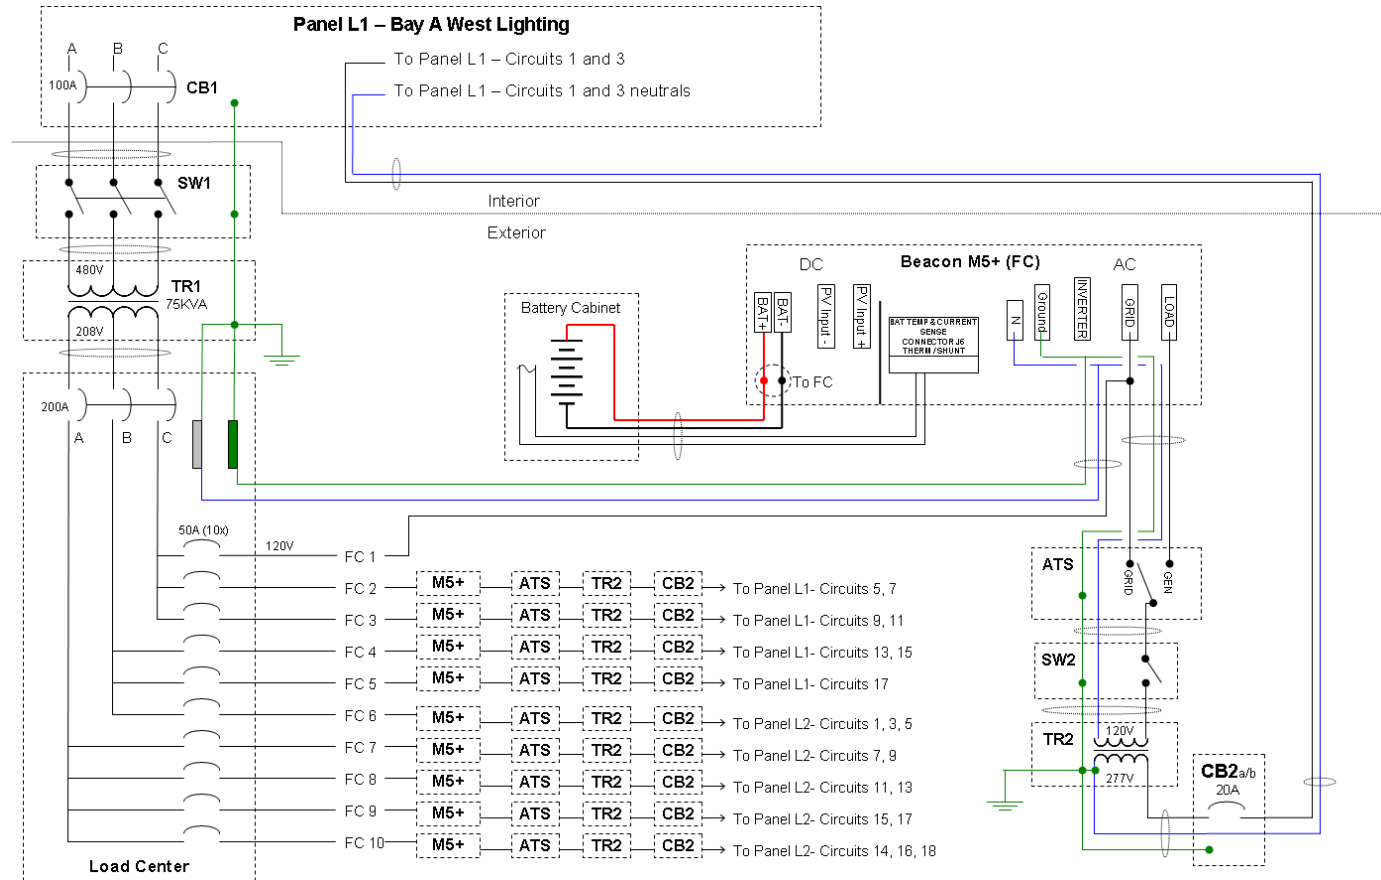 Panel L1 – Bay A West Lighting
A B C
100A
CB1
To Panel L1 – Circuits 1 and 3
To Panel L1 – Circuits 1 and 3 neutrals
SW1
Interior
Exterior
480V
TR1
75KVA
208V
Battery Cabinet
DC
Beacon M5+ (FC)
AC
BAT+
BAT-
PV Input -
PV Input +
BAT TEMP & CURRENT
SENSE
CONNECTOR J6
THERM / SHUNT
N
Ground
INVERTER
GRID
LOAD
To FC
200A
A B C
50A (10x)
120V
FC 1
FC 2 M5+ ATS TR2 CB2 To Panel L1- Circuits 5, 7
FC 3 M5+ ATS TR2 CB2 To Panel L1- Circuits 9, 11
FC 4 M5+ ATS TR2 CB2 To Panel L1- Circuits 13, 15
FC 5 M5+ ATS TR2 CB2 To Panel L1- Circuits 17
FC 6 M5+ ATS TR2 CB2 To Panel L2- Circuits 1, 3, 5
FC 7 M5+ ATS TR2 CB2 To Panel L2- Circuits 7, 9
FC 8 M5+ ATS TR2 CB2 To Panel L2- Circuits 11, 13
FC 9 M5+ ATS TR2 CB2 To Panel L2- Circuits 15, 17
FC 10 M5+ ATS TR2 CB2 To Panel L2- Circuits 14, 16, 18
Load Center
ATS
GRID
GEN
SW2
TR2
120V
277V
CB2a/b
20A